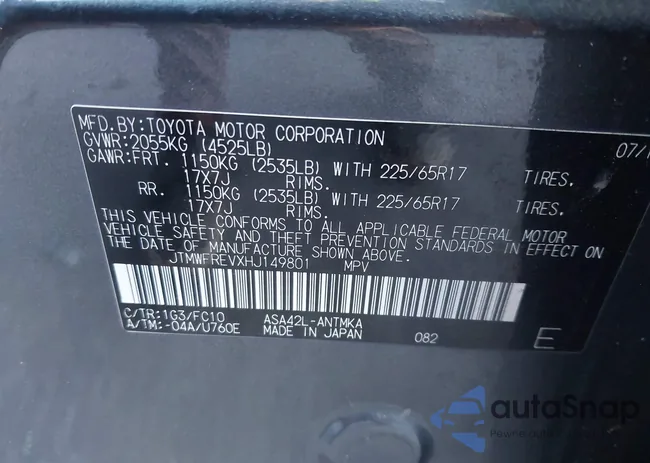 MFD.BY:TOYOTA MOTOR CORPORATION 07/1
GVWR:2055KG (4525LB)
GAWR:FRT. 1150KG (2535LB) WITH 225/65R17 TIRES.
17X7J RIMS.
RR. 1150KG (2535LB) WITH 225/65R17 TIRES.
17X7J RIMS.
THIS VEHICLE CONFORMS TO ALL APPLICABLE FEDERAL MOTOR
VEHICLE SAFETY AND THEFT PREVENTION STANDARDS IN EFFECT ON
THE DATE OF MANUFACTURE SHOWN ABOVE.
JTMWFREVXHJ149801 MPV
C/TR:1G3/FC10 ASA42L-ANTMKA
A/TM:-04A/U760E MADE IN JAPAN 082 E
autoSnap